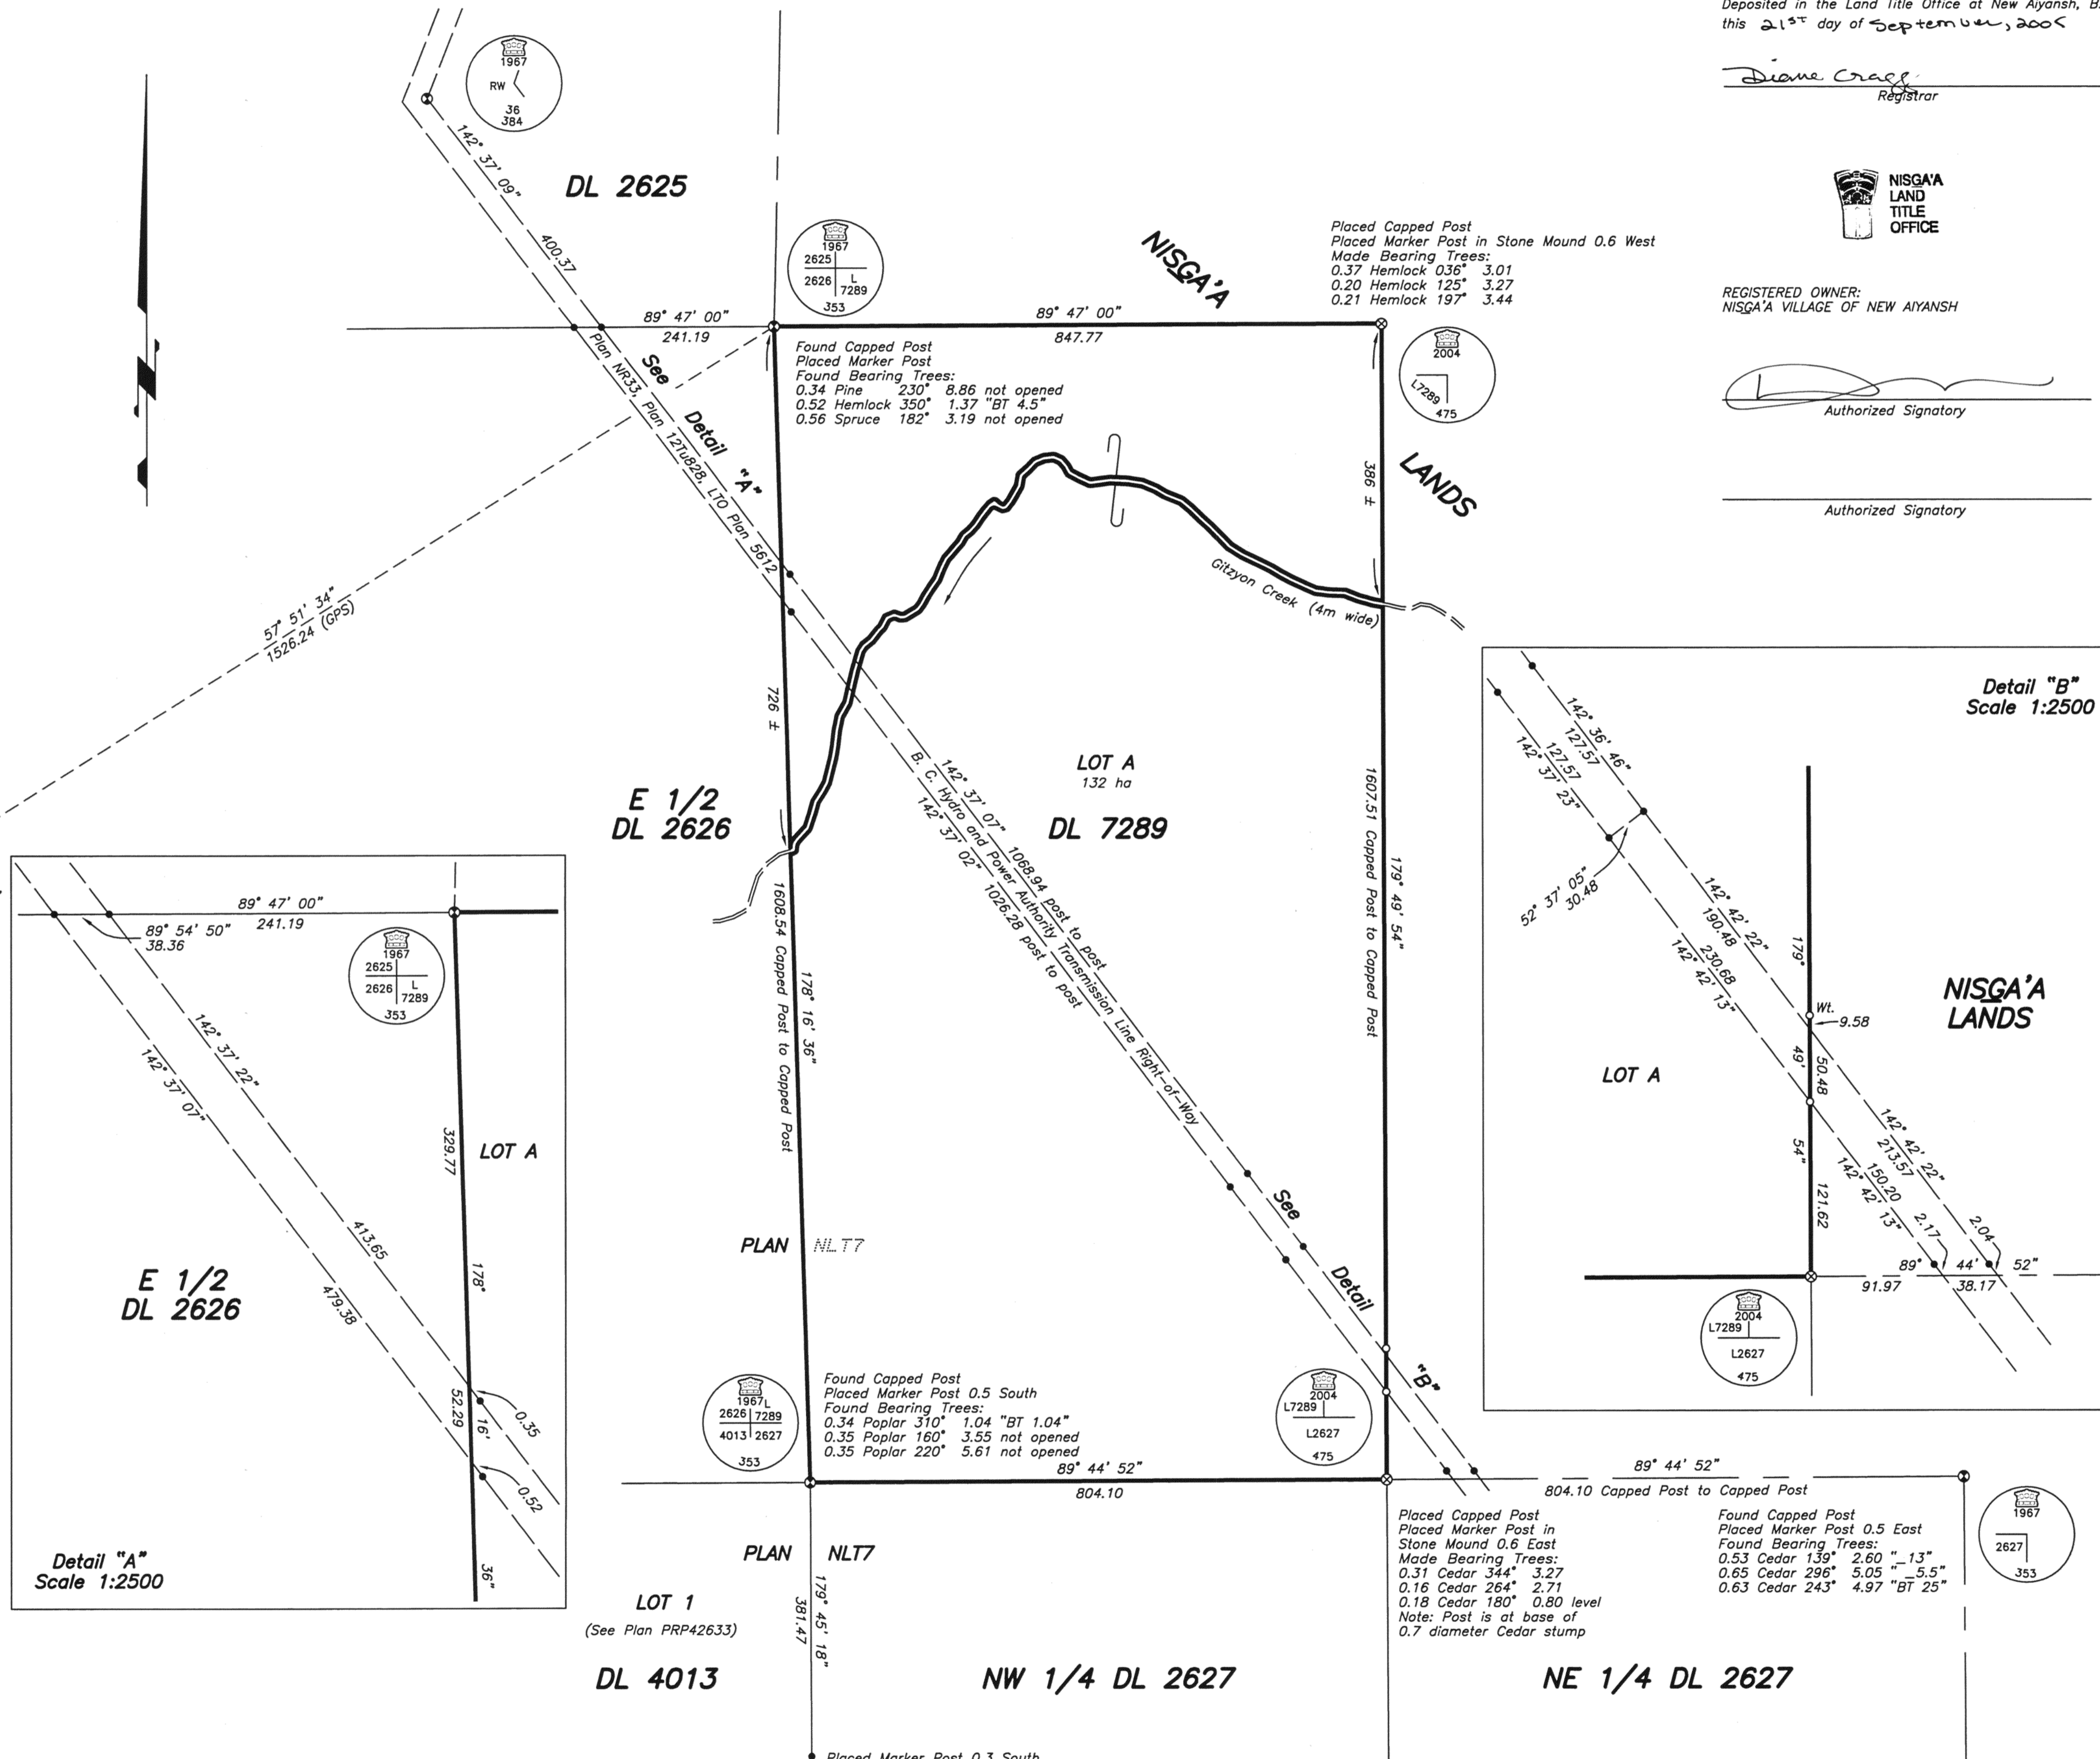 Deposited in the Land Title Office at New Aiyansh, B.
this 21ST day of September, 2005
Diane Cragg
Registrar
NISGA'A
LAND
TITLE
OFFICE
REGISTERED OWNER:
NISGA'A VILLAGE OF NEW AIYANSH
Authorized Signatory
Authorized Signatory
1967
RW
36
384
142° 37' 09"
400.37
DL 2625
1967
2625
2626 L 7289
353
NISGA'A
LANDS
Placed Capped Post
Placed Marker Post in Stone Mound 0.6 West
Made Bearing Trees:
0.37 Hemlock 036° 3.01
0.20 Hemlock 125° 3.27
0.21 Hemlock 197° 3.44
2004
L7289
475
89° 47' 00"
241.19
89° 47' 00"
847.77
Found Capped Post
Placed Marker Post
Found Bearing Trees:
0.34 Pine 230° 8.86 not opened
0.52 Hemlock 350° 1.37 "BT 4.5"
0.56 Spruce 182° 3.19 not opened
See Detail "A"
Plan NR33, Plan 12Tu828, LTO Plan 5612
57° 51' 34"
1526.24 (GPS)
386 ±
Gitzyon Creek (4m wide)
726 ±
E 1/2
DL 2626
LOT A
132 ha
DL 7289
142° 37' 07" 1068.94 post to post
B. C. Hydro and Power Authority Transmission Line Right-of-Way
142° 37' 02" 1026.28 post to post
1608.54 Capped Post to Capped Post
178° 16' 36"
1607.51 Capped Post to Capped Post
179° 49' 54"
PLAN NLT7
See Detail "B"
1967
2626 L 7289
4013 2627
353
Found Capped Post
Placed Marker Post 0.5 South
Found Bearing Trees:
0.34 Poplar 310° 1.04 "BT 1.04"
0.35 Poplar 160° 3.55 not opened
0.35 Poplar 220° 5.61 not opened
2004
L7289
L2627
475
89° 44' 52"
804.10
89° 44' 52"
804.10 Capped Post to Capped Post
Placed Capped Post
Placed Marker Post in
Stone Mound 0.6 East
Made Bearing Trees:
0.31 Cedar 344° 3.27
0.16 Cedar 264° 2.71
0.18 Cedar 180° 0.80 level
Note: Post is at base of
0.7 diameter Cedar stump
Found Capped Post
Placed Marker Post 0.5 East
Found Bearing Trees:
0.53 Cedar 139° 2.60 "_13"
0.65 Cedar 296° 5.05 " _5.5"
0.63 Cedar 243° 4.97 "BT 25"
1967
2627
353
PLAN NLT7
LOT 1
(See Plan PRP42633)
DL 4013
179° 45' 18"
381.47
NW 1/4 DL 2627
NE 1/4 DL 2627
Placed Marker Post 0.3 South
89° 47' 00"
241.19
89° 54' 50"
38.36
1967
2625
2626 L 7289
353
142° 37' 22"
142° 37' 07"
413.65
479.38
329.77
LOT A
178°
52.29
16'
0.35
0.52
36"
E 1/2
DL 2626
Detail "A"
Scale 1:2500
Detail "B"
Scale 1:2500
142° 36' 46"
127.57
127.57
142° 37' 23"
52° 37' 05"
30.48
142° 42' 22"
190.48
230.68
142° 42' 13"
179°
Wt.
9.58
49'
50.48
54"
121.62
LOT A
NISGA'A
LANDS
142° 42' 22"
213.57
150.20
142° 42' 13"
2.17
2.04
89° 44' 52"
91.97
38.17
2004
L7289
L2627
475